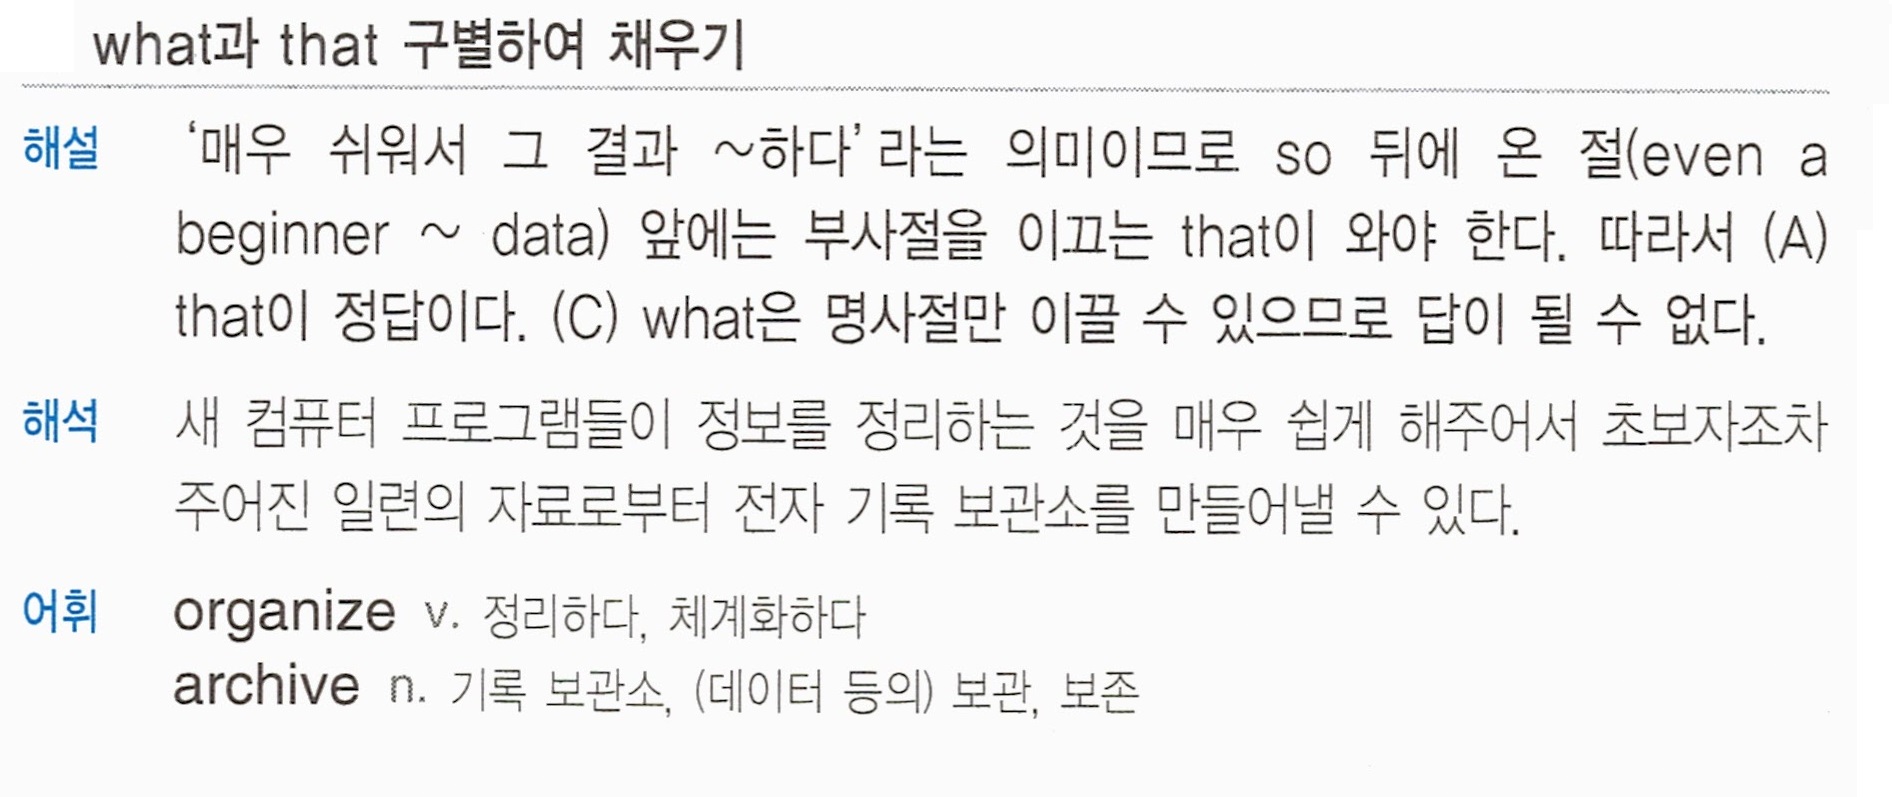 what과 that 구별하여 채우기
해설 ‘매우 쉬워서 그 결과 ~하다’라는 의미이므로 so 뒤에 온 절(even a
beginner ~ data) 앞에는 부사절을 이끄는 that이 와야 한다. 따라서 (A)
that이 정답이다. (C) what은 명사절만 이끌 수 있으므로 답이 될 수 없다.
해석 새 컴퓨터 프로그램들이 정보를 정리하는 것을 매우 쉽게 해주어서 초보자조차
주어진 일련의 자료로부터 전자 기록 보관소를 만들어낼 수 있다.
어휘 organize v. 정리하다, 체계화하다
archive n. 기록 보관소, (데이터 등의) 보관, 보존